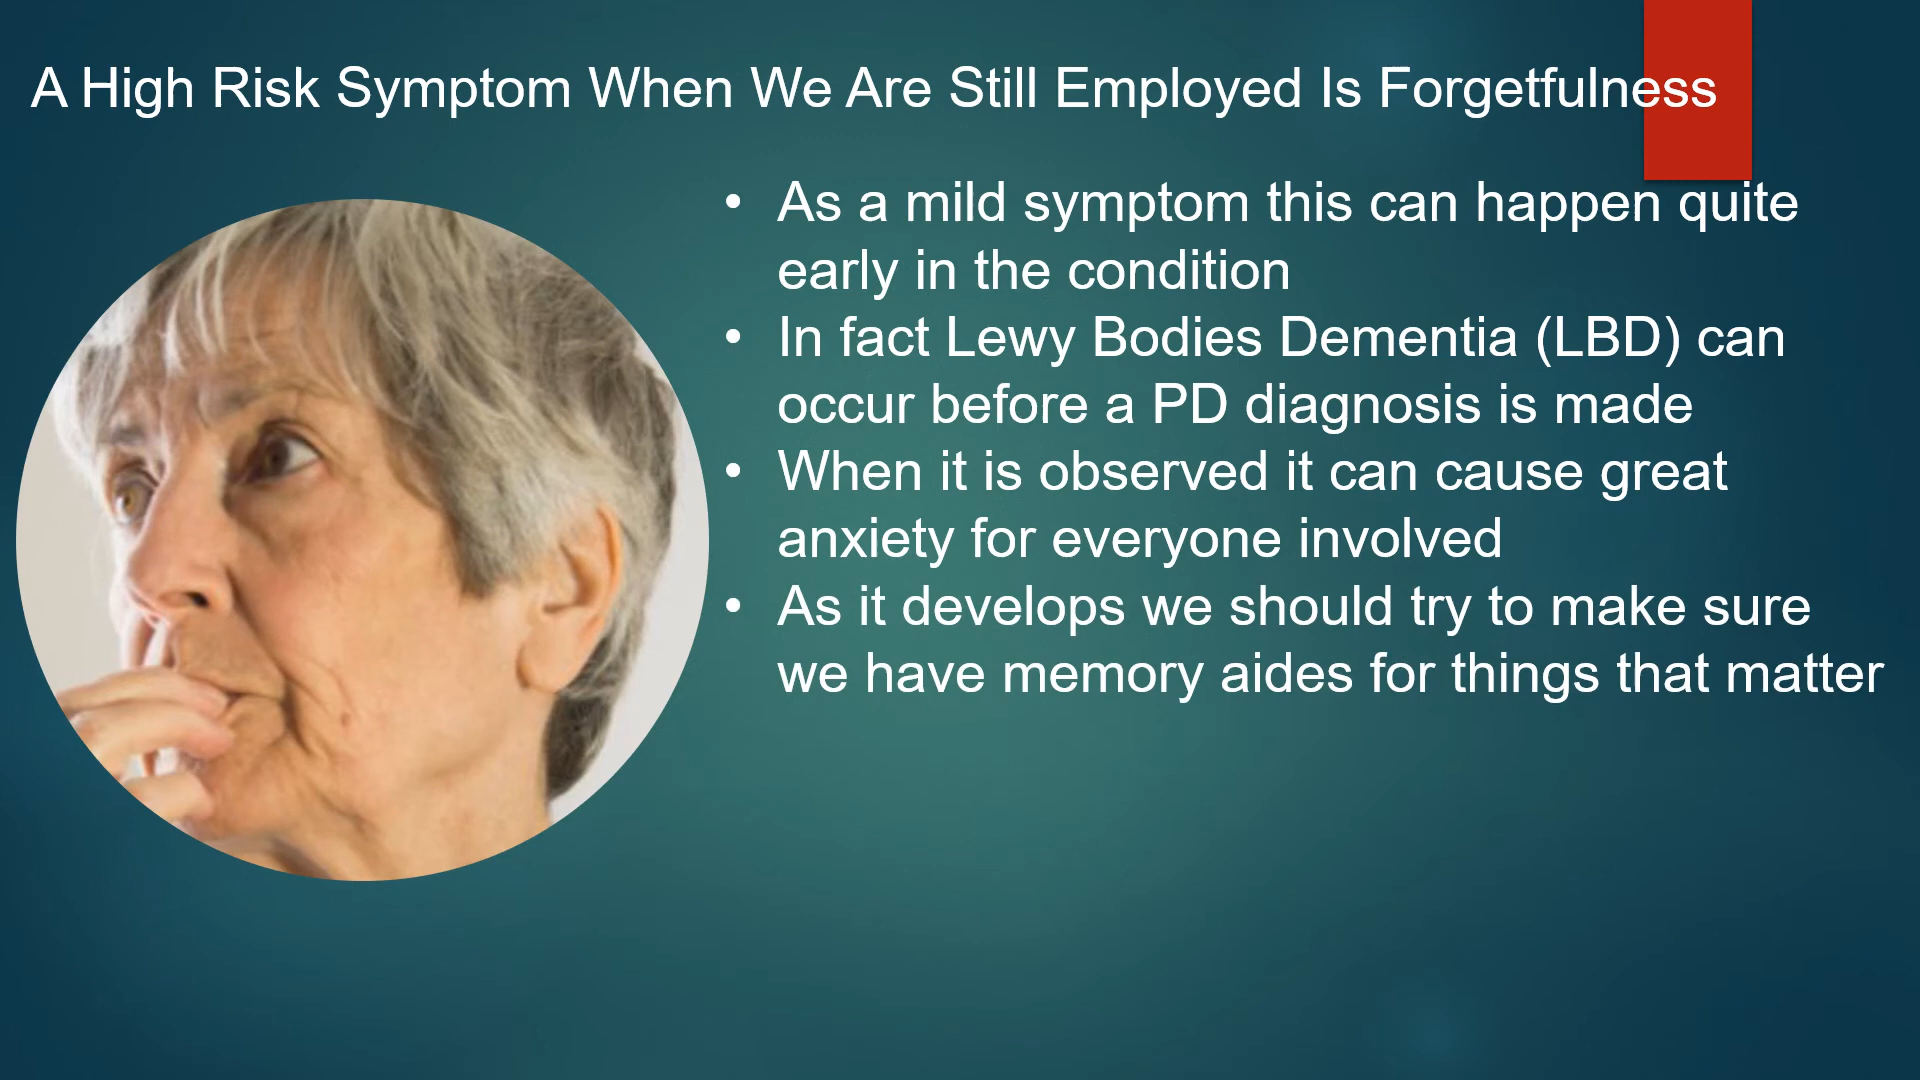 A High Risk Symptom When We Are Still Employed Is Forgetfulness
• As a mild symptom this can happen quite
early in the condition
• In fact Lewy Bodies Dementia (LBD) can
occur before a PD diagnosis is made
• When it is observed it can cause great
anxiety for everyone involved
• As it develops we should try to make sure
we have memory aides for things that matter